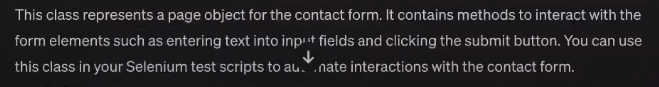 This class represents a page object for the contact form. It contains methods to interact with the
form elements such as entering text into input fields and clicking the submit button. You can use
this class in your Selenium test scripts to automate interactions with the contact form.